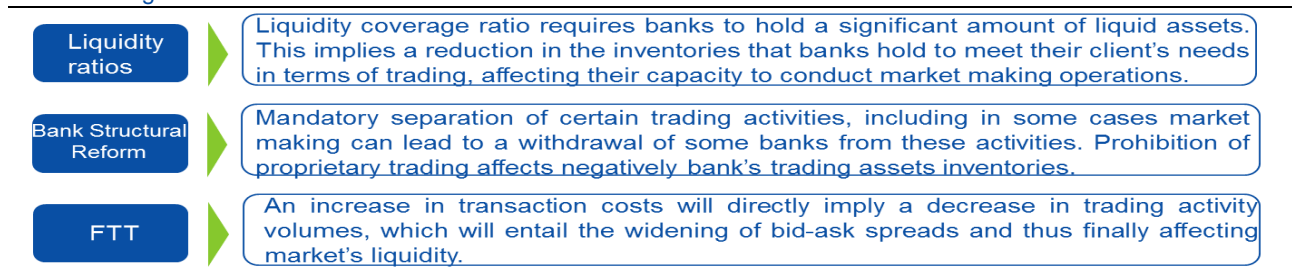 Liquidity
ratios
Liquidity coverage ratio requires banks to hold a significant amount of liquid assets.
This implies a reduction in the inventories that banks hold to meet their client's needs
in terms of trading, affecting their capacity to conduct market making operations.
Bank Structural
Reform
Mandatory separation of certain trading activities, including in some cases market
making can lead to a withdrawal of some banks from these activities. Prohibition of
proprietary trading affects negatively bank's trading assets inventories.
FTT
An increase in transaction costs will directly imply a decrease in trading activity
volumes, which will entail the widening of bid-ask spreads and thus finally affecting
market's liquidity.